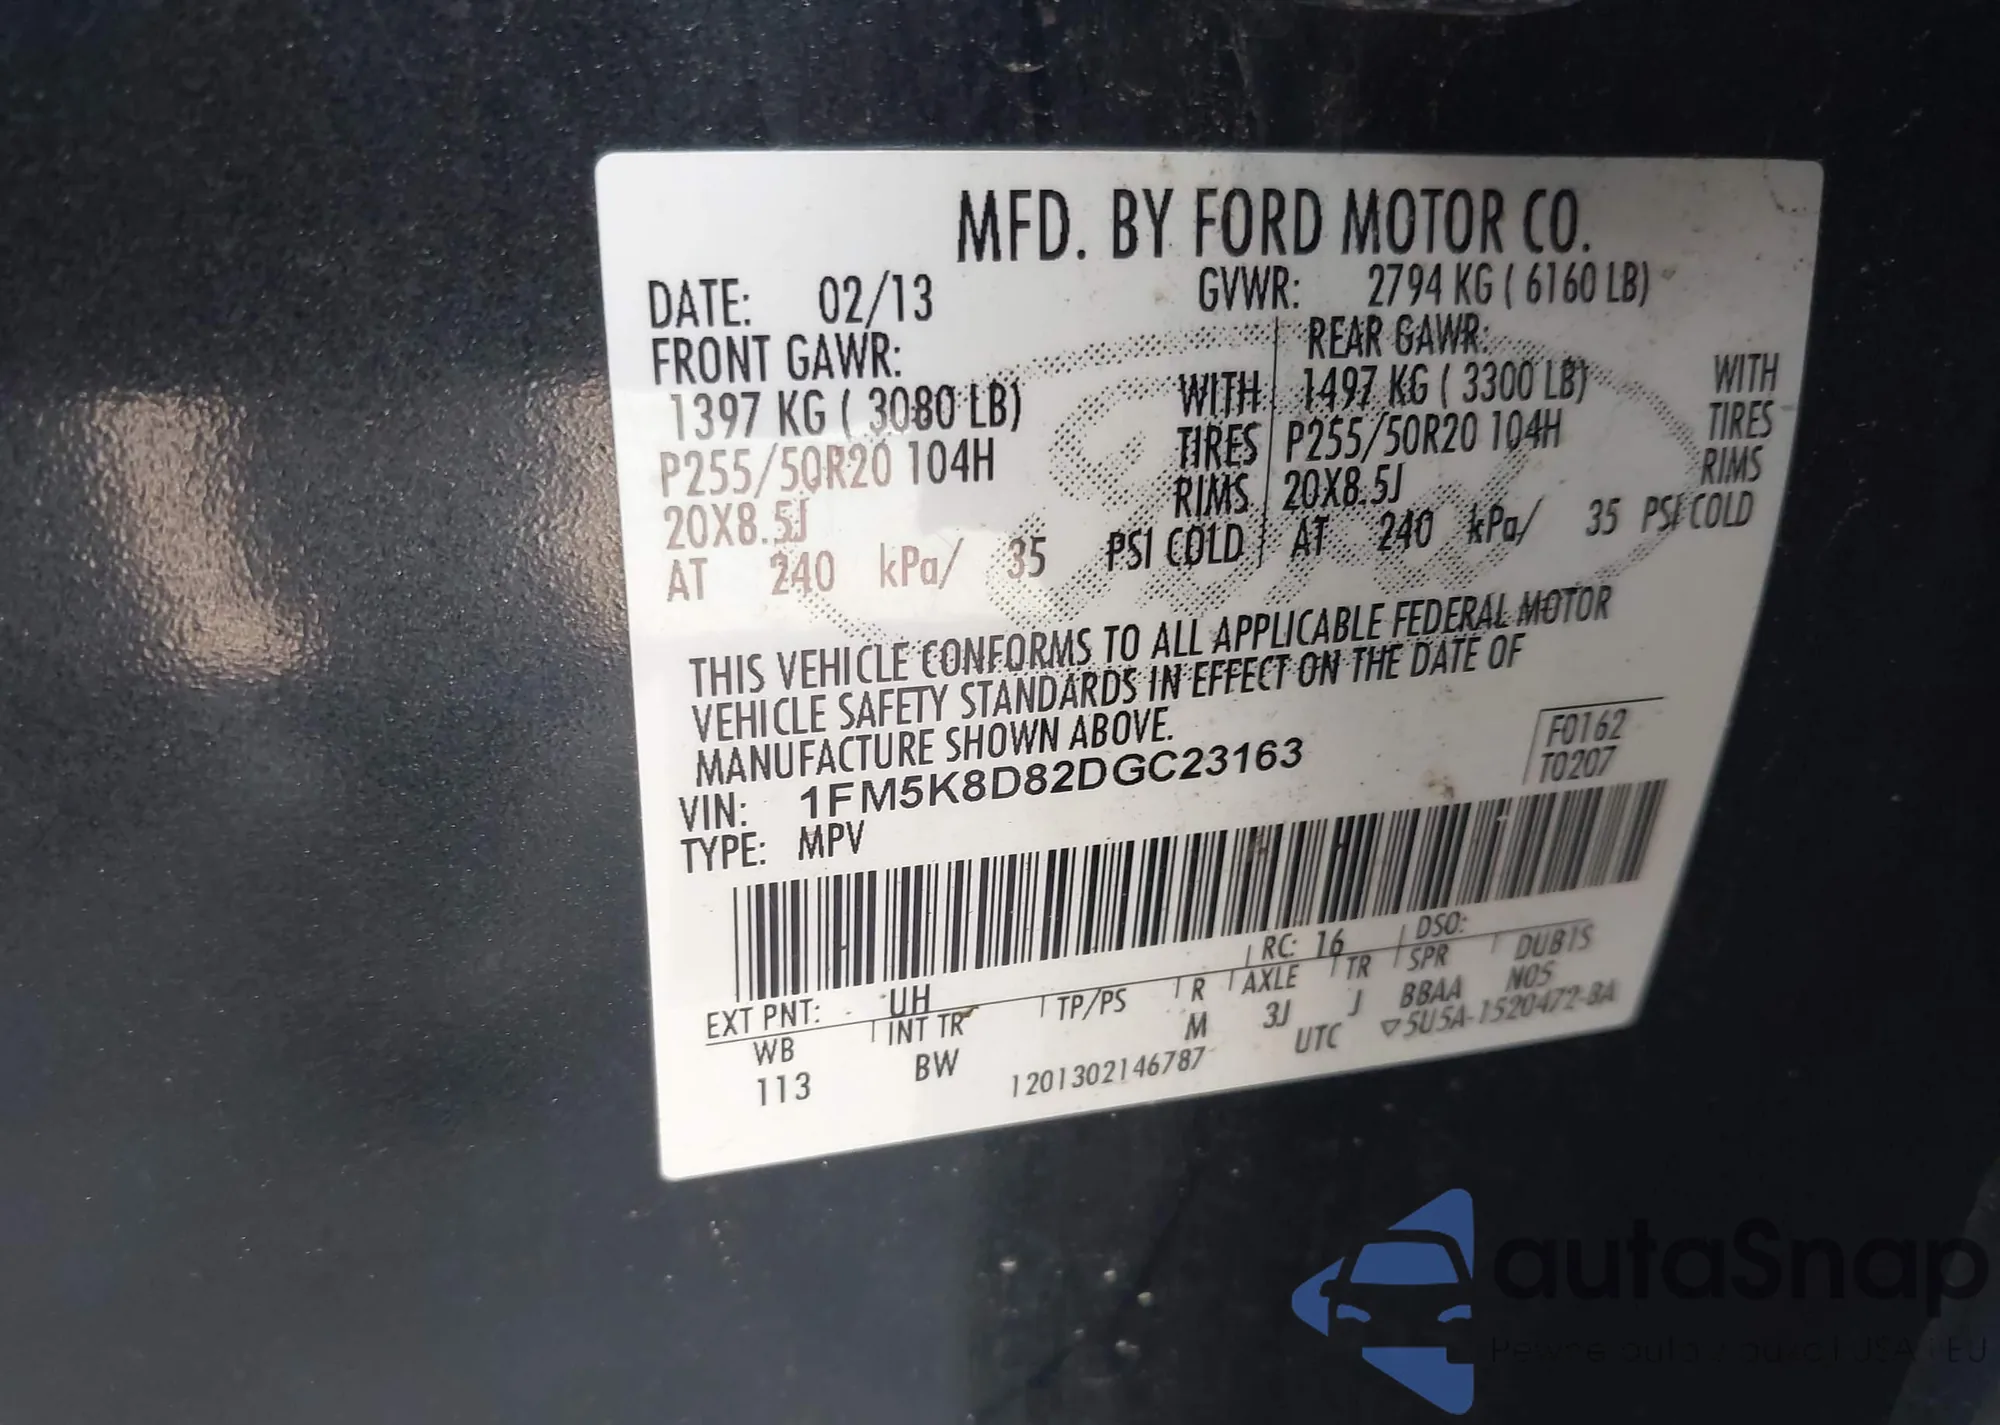 MFD. BY FORD MOTOR CO.
DATE: 02/13 GVWR: 2794 KG ( 6160 LB)
FRONT GAWR: REAR GAWR:
1397 KG ( 3080 LB) WITH 1497 KG ( 3300 LB) WITH
P255/50R20 104H TIRES P255/50R20 104H TIRES
20X8.5J RIMS 20X8.5J RIMS
AT 240 kPa/ 35 PSI COLD AT 240 kPa/ 35 PSI COLD
THIS VEHICLE CONFORMS TO ALL APPLICABLE FEDERAL MOTOR
VEHICLE SAFETY STANDARDS IN EFFECT ON THE DATE OF
MANUFACTURE SHOWN ABOVE.
F0162
T0207
VIN: 1FM5K8D82DGC23163
TYPE: MPV
EXT PNT: UH RC: 16 DSO:
WB INT TR TP/PS R AXLE TR SPR DUBIS
113 BW M 3J J BBAA N05
1201302146787 UTC ▽5U5A-1520472-BA
autaSnap